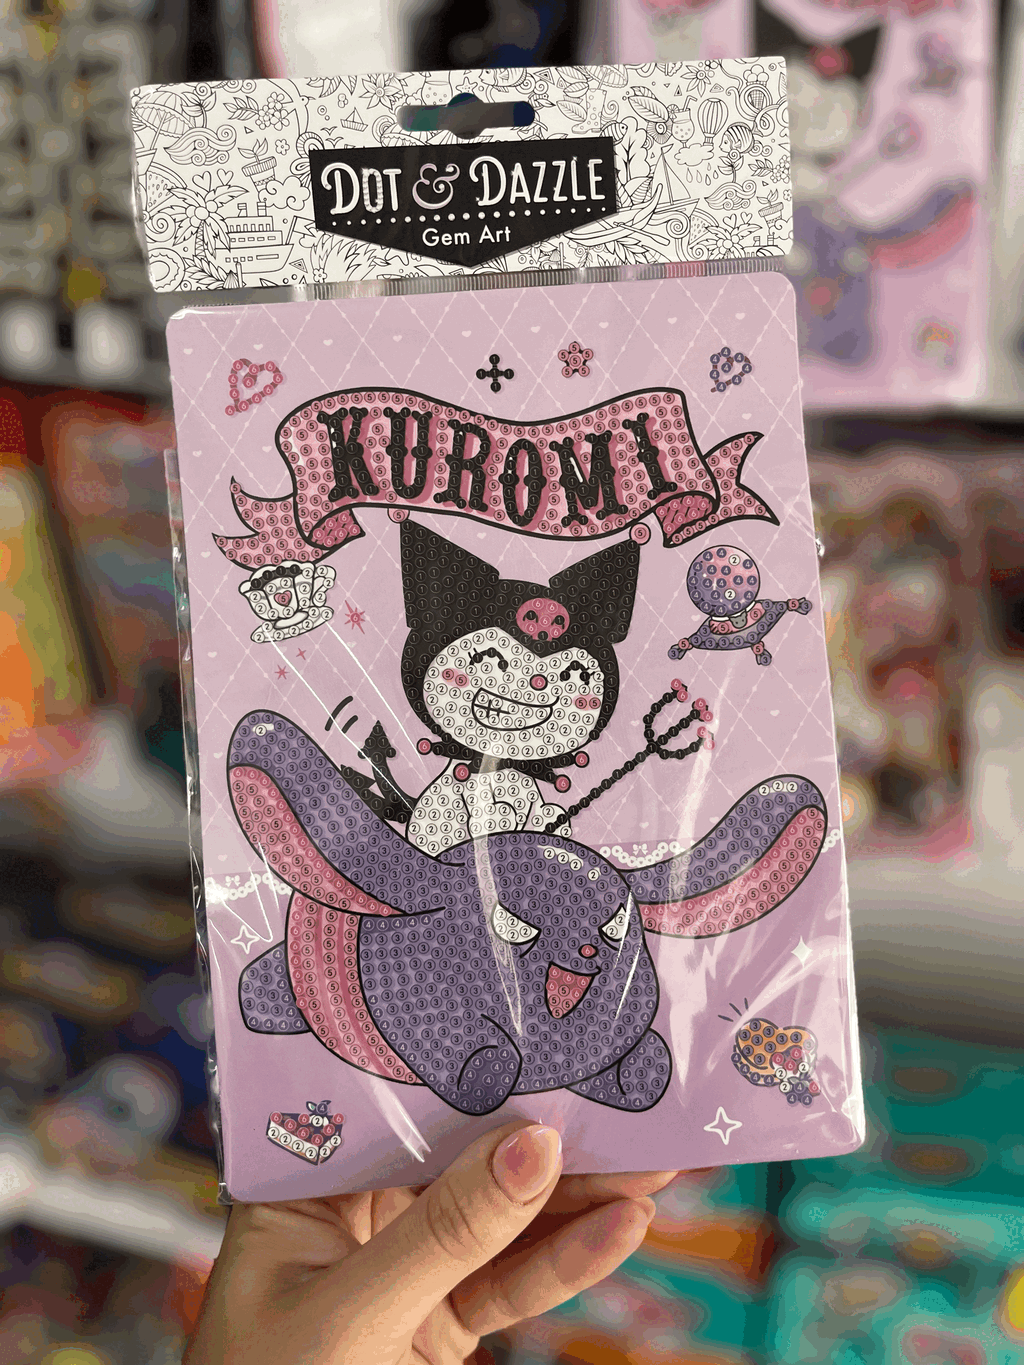 DOT & DAZZLE
Gem Art
KUROMI